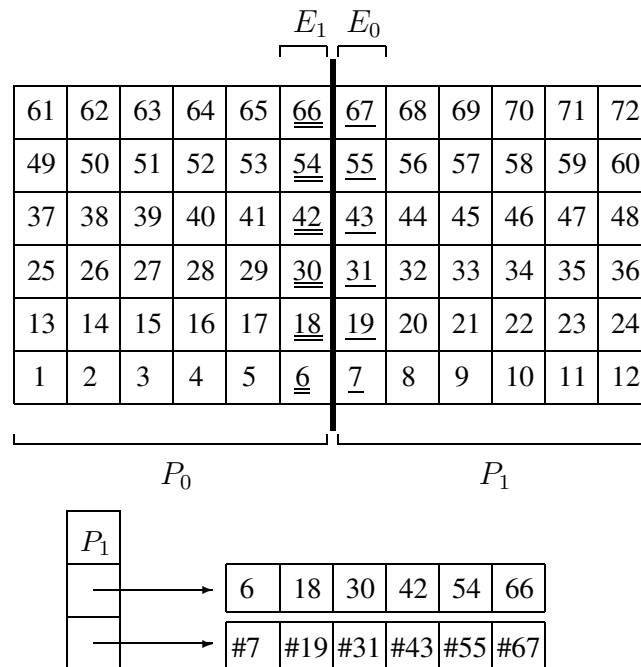 E1 E0
61 62 63 64 65 66 67 68 69 70 71 72
49 50 51 52 53 54 55 56 57 58 59 60
37 38 39 40 41 42 43 44 45 46 47 48
25 26 27 28 29 30 31 32 33 34 35 36
13 14 15 16 17 18 19 20 21 22 23 24
1 2 3 4 5 6 7 8 9 10 11 12
P0 P1
P1
6 18 30 42 54 66
#7 #19 #31 #43 #55 #67